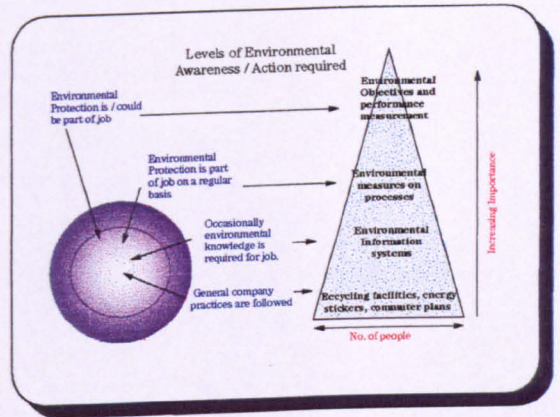 Levels of Environmental
Awareness / Action required
Environmental
Protection is / could
be part of job
Environmental
Protection is part
of job on a regular
basis
Occasionally
environmental
knowledge is
required for job.
General company
practices are followed
Environmental
Objectives and
performance
measurement
Environmental
measures on
processes
Environmental
Information
systems
Recycling facilities, energy
stickers, commuter plans
No. of people
Increasing Importance